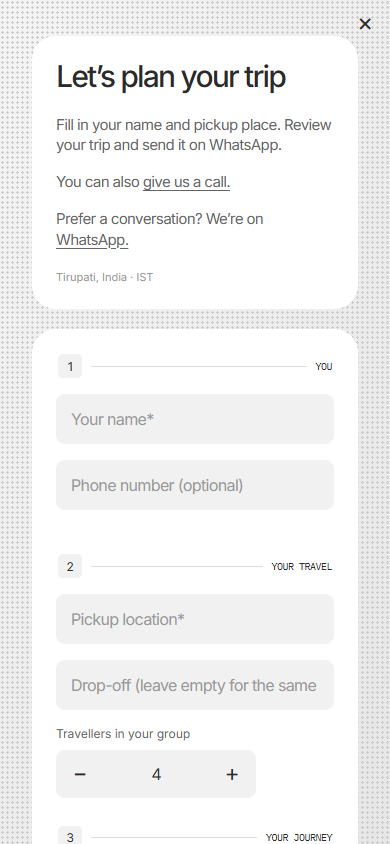 ✕
Let’s plan your trip
Fill in your name and pickup place. Review
your trip and send it on WhatsApp.
You can also give us a call.
Prefer a conversation? We’re on
WhatsApp.
Tirupati, India · IST
1 YOU
Your name*
Phone number (optional)
2 YOUR TRAVEL
Pickup location*
Drop-off (leave empty for the same
Travellers in your group
− 4 +
3 YOUR JOURNEY